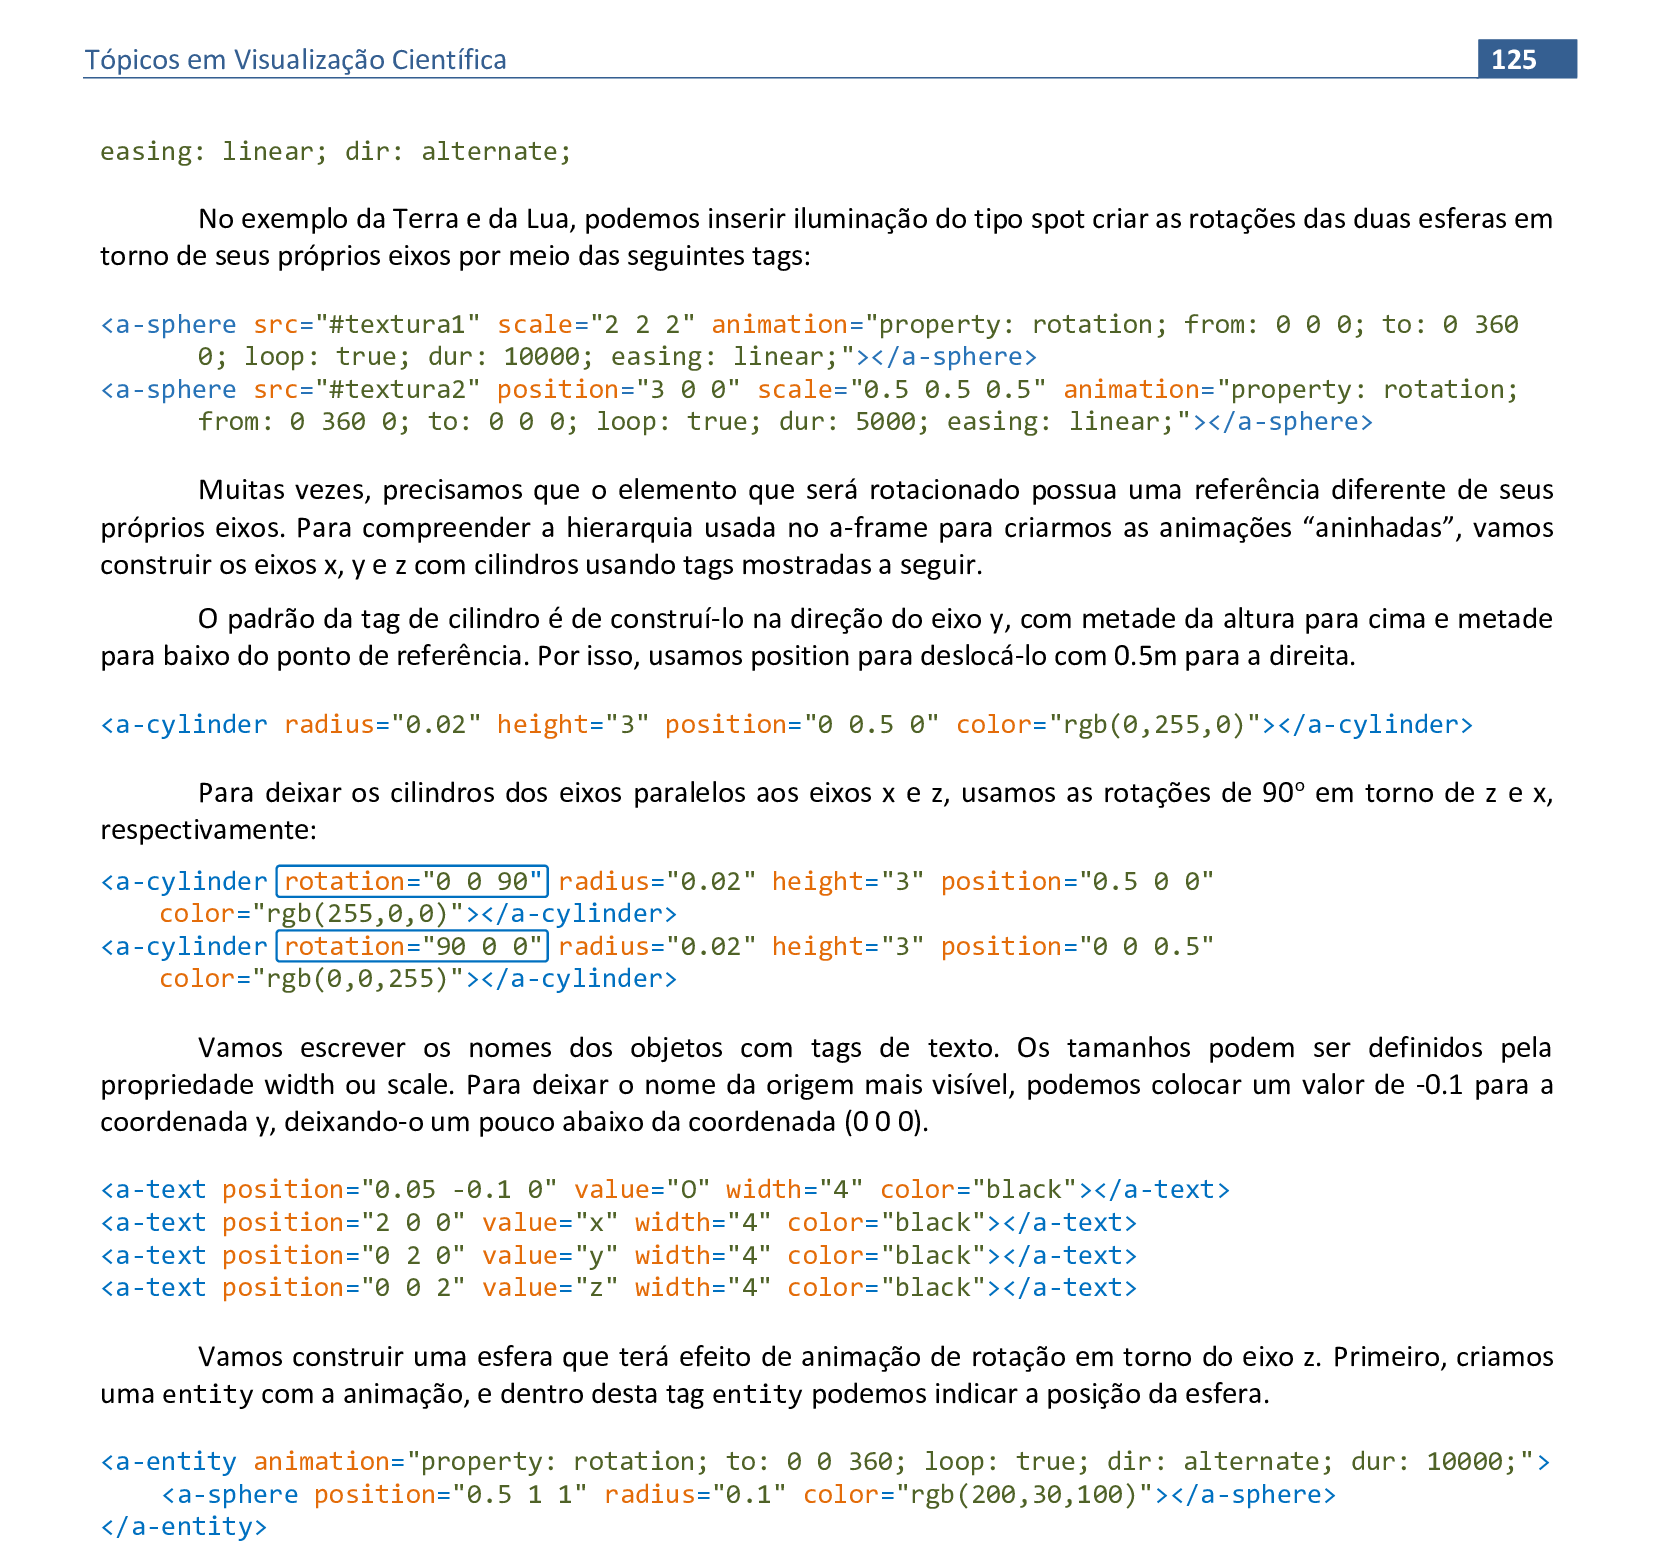 Tópicos em Visualização Científica 125
easing: linear; dir: alternate;
No exemplo da Terra e da Lua, podemos inserir iluminação do tipo spot criar as rotações das duas esferas em
torno de seus próprios eixos por meio das seguintes tags:
<a-sphere src="#textura1" scale="2 2 2" animation="property: rotation; from: 0 0 0; to: 0 360
0; loop: true; dur: 10000; easing: linear;"></a-sphere>
<a-sphere src="#textura2" position="3 0 0" scale="0.5 0.5 0.5" animation="property: rotation;
from: 0 360 0; to: 0 0 0; loop: true; dur: 5000; easing: linear;"></a-sphere>
Muitas vezes, precisamos que o elemento que será rotacionado possua uma referência diferente de seus
próprios eixos. Para compreender a hierarquia usada no a-frame para criarmos as animações “aninhadas”, vamos
construir os eixos x, y e z com cilindros usando tags mostradas a seguir.
O padrão da tag de cilindro é de construí-lo na direção do eixo y, com metade da altura para cima e metade
para baixo do ponto de referência. Por isso, usamos position para deslocá-lo com 0.5m para a direita.
<a-cylinder radius="0.02" height="3" position="0 0.5 0" color="rgb(0,255,0)"></a-cylinder>
Para deixar os cilindros dos eixos paralelos aos eixos x e z, usamos as rotações de 90º em torno de z e x,
respectivamente:
<a-cylinder rotation="0 0 90" radius="0.02" height="3" position="0.5 0 0"
color="rgb(255,0,0)"></a-cylinder>
<a-cylinder rotation="90 0 0" radius="0.02" height="3" position="0 0 0.5"
color="rgb(0,0,255)"></a-cylinder>
Vamos escrever os nomes dos objetos com tags de texto. Os tamanhos podem ser definidos pela
propriedade width ou scale. Para deixar o nome da origem mais visível, podemos colocar um valor de -0.1 para a
coordenada y, deixando-o um pouco abaixo da coordenada (0 0 0).
<a-text position="0.05 -0.1 0" value="O" width="4" color="black"></a-text>
<a-text position="2 0 0" value="x" width="4" color="black"></a-text>
<a-text position="0 2 0" value="y" width="4" color="black"></a-text>
<a-text position="0 0 2" value="z" width="4" color="black"></a-text>
Vamos construir uma esfera que terá efeito de animação de rotação em torno do eixo z. Primeiro, criamos
uma entity com a animação, e dentro desta tag entity podemos indicar a posição da esfera.
<a-entity animation="property: rotation; to: 0 0 360; loop: true; dir: alternate; dur: 10000;">
<a-sphere position="0.5 1 1" radius="0.1" color="rgb(200,30,100)"></a-sphere>
</a-entity>